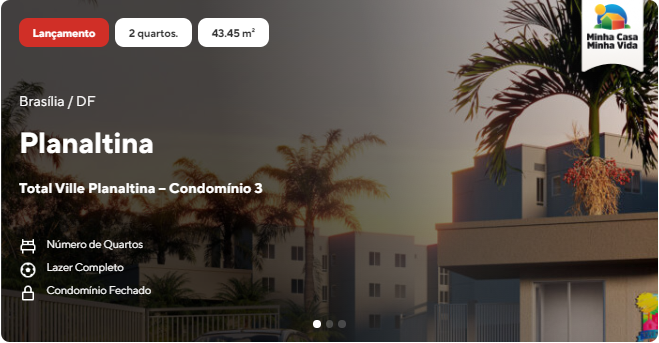 Lançamento
2 quartos.
43.45 m²
Minha Casa
Minha Vida
Brasília / DF
Planaltina
Total Ville Planaltina – Condomínio 3
Número de Quartos
Lazer Completo
Condomínio Fechado